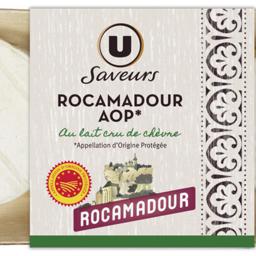 U
Saveurs
ROCAMADOUR
AOP*
Au lait cru de chèvre
*Appellation d'Origine Protégée
ROCAMADOUR